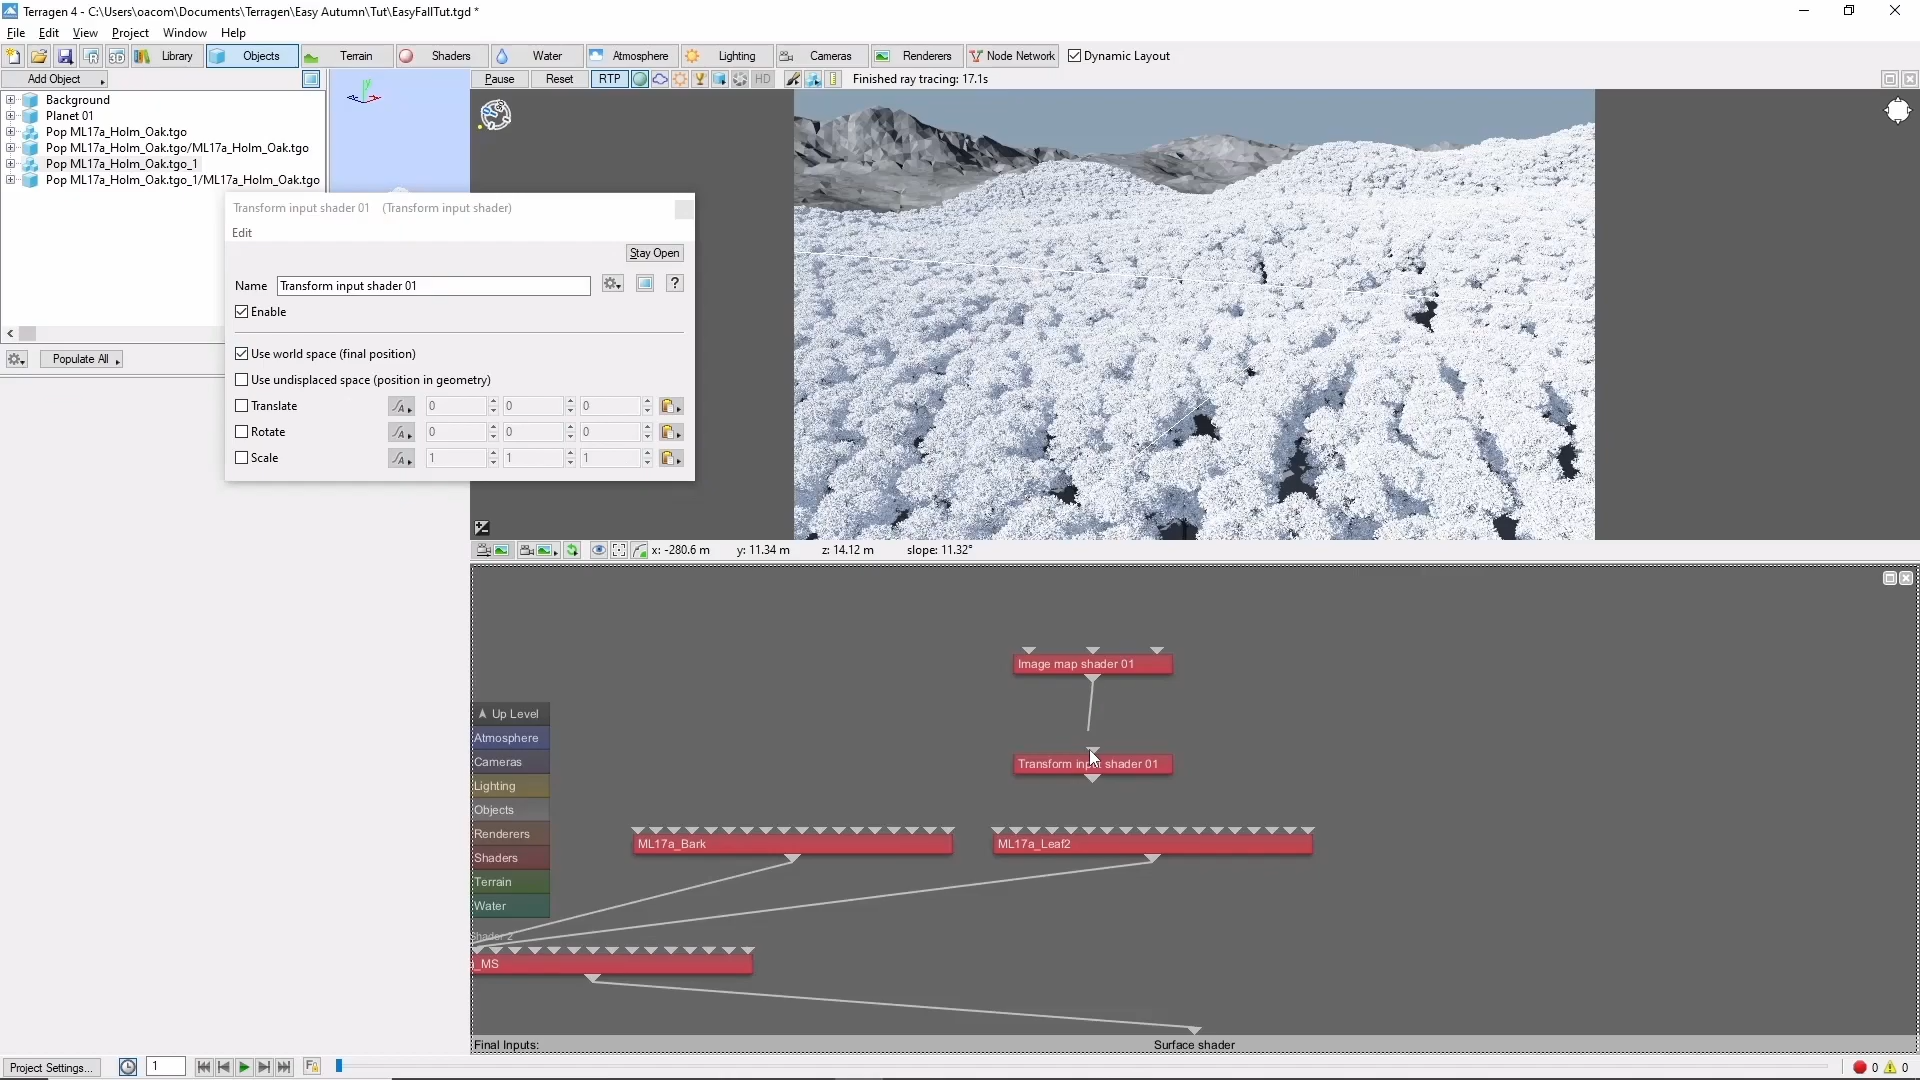 Terragen 4 - C:\Users\oacom\Documents\Terragen\Easy Autumn\Tut\EasyFallTut.tgd *
File Edit View Project Window Help
Library Objects Terrain Shaders Water Atmosphere Lighting Cameras Renderers Node Network Dynamic Layout
Add Object
Pause Reset RTP HD Finished ray tracing: 17.1s
Background
Planet 01
Pop ML17a_Holm_Oak.tgo
Pop ML17a_Holm_Oak.tgo/ML17a_Holm_Oak.tgo
Pop ML17a_Holm_Oak.tgo_1
Pop ML17a_Holm_Oak.tgo_1/ML17a_Holm_Oak.tgo
Populate All
Transform input shader 01 (Transform input shader)
Edit
Stay Open
Name Transform input shader 01 ?
Enable
Use world space (final position)
Use undisplaced space (position in geometry)
Translate 0 0 0
Rotate 0 0 0
Scale 1 1 1
x: -280.6 m y: 11.34 m z: 14.12 m slope: 11.32°
Image map shader 01
Transform input shader 01
ML17a_Bark
ML17a_Leaf2
Up Level
Atmosphere
Cameras
Lighting
Objects
Renderers
Shaders
Terrain
Water
Shader 2
_MS
Final Inputs: Surface shader
Project Settings... 1 0 0